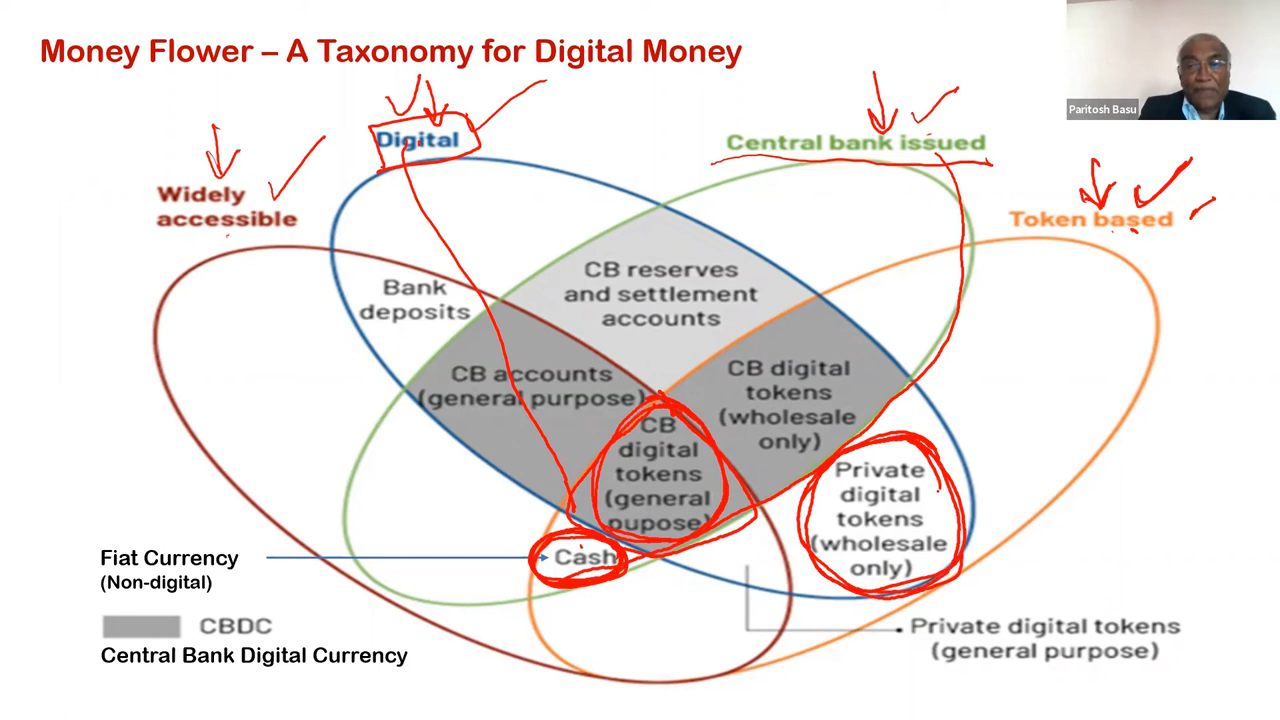 Money Flower – A Taxonomy for Digital Money
Paritosh Basu
Digital
Central bank issued
Widely
accessible
Token based
CB reserves
and settlement
accounts
Bank
deposits
CB accounts
(general purpose)
CB digital
tokens
(wholesale
only)
CB
digital
tokens
(general
pupose)
Private
digital
tokens
(wholesale
only)
Fiat Currency
(Non-digital)
Cash
CBDC
Central Bank Digital Currency
Private digital tokens
(general purpose)